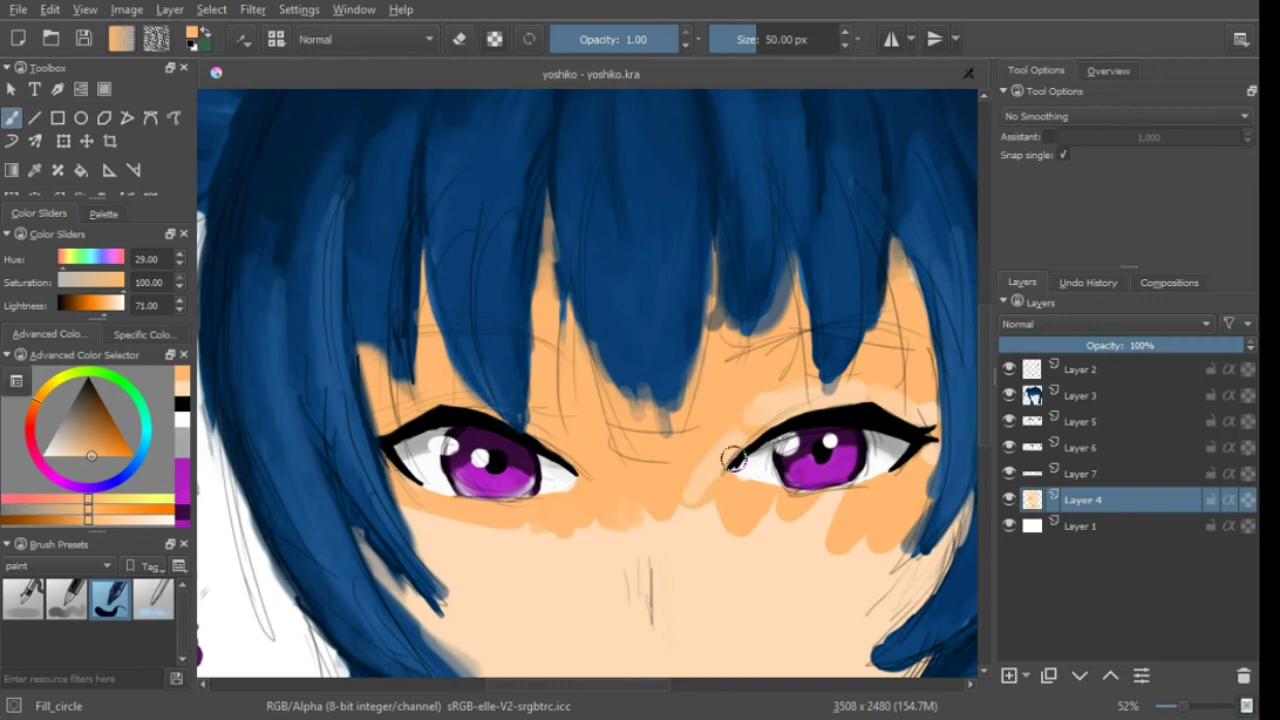 File Edit View Image Layer Select Filter Settings Window Help
Normal Opacity: 1.00 Size: 50.00 px
Toolbox
yoshiko - yoshiko.kra
Tool Options Overview
Tool Options
No Smoothing
Assistant: 1.000
Snap single:
Color Sliders Palette
Color Sliders
Hue: 29.00
Saturation: 100.00
Lightness: 71.00
Advanced Colo... Specific Color...
Advanced Color Selector
Brush Presets
paint Tag
Enter resource filters here
Layers Undo History Compositions
Layers
Normal
Opacity: 100%
Layer 2
Layer 3
Layer 5
Layer 6
Layer 7
Layer 4
Layer 1
Fill_circle RGB/Alpha (8-bit integer/channel) sRGB-elle-V2-srgbtrc.icc 3508 x 2480 (154.7M) 52%